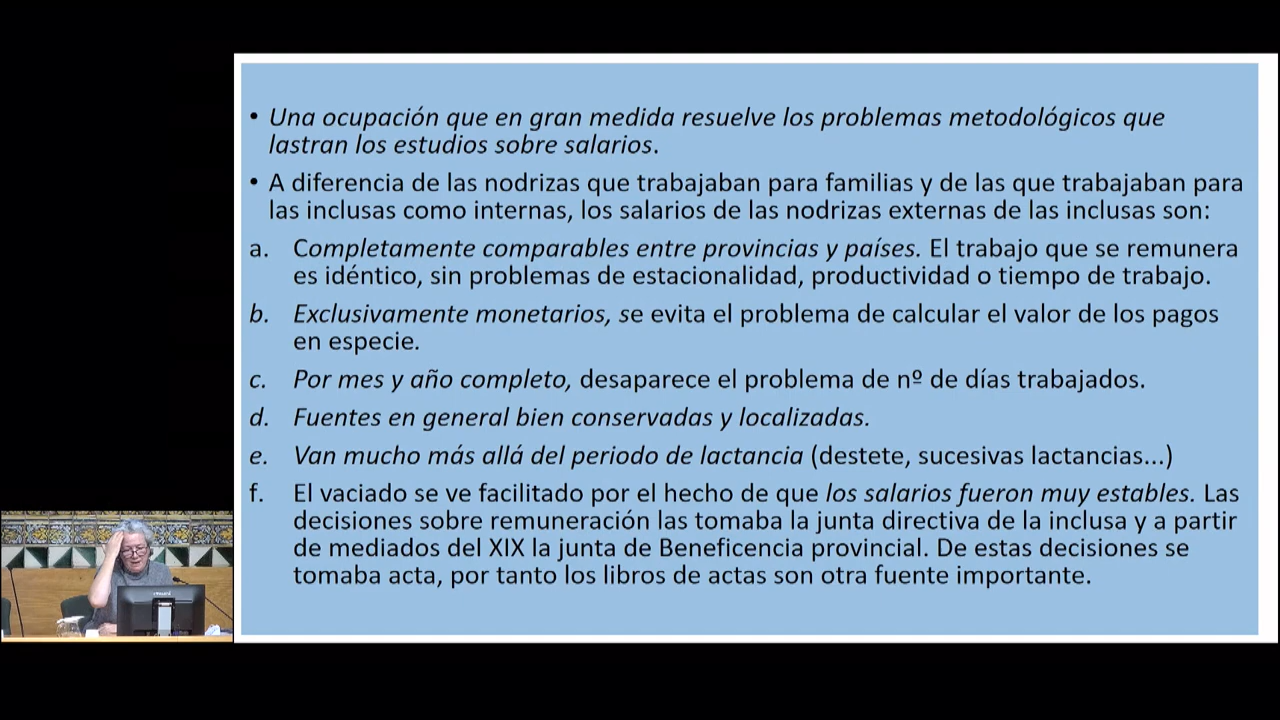 • Una ocupación que en gran medida resuelve los problemas metodológicos que
lastran los estudios sobre salarios.
• A diferencia de las nodrizas que trabajaban para familias y de las que trabajaban para
las inclusas como internas, los salarios de las nodrizas externas de las inclusas son:
a. Completamente comparables entre provincias y países. El trabajo que se remunera
es idéntico, sin problemas de estacionalidad, productividad o tiempo de trabajo.
b. Exclusivamente monetarios, se evita el problema de calcular el valor de los pagos
en especie.
c. Por mes y año completo, desaparece el problema de nº de días trabajados.
d. Fuentes en general bien conservadas y localizadas.
e. Van mucho más allá del periodo de lactancia (destete, sucesivas lactancias...)
f. El vaciado se ve facilitado por el hecho de que los salarios fueron muy estables. Las
decisiones sobre remuneración las tomaba la junta directiva de la inclusa y a partir
de mediados del XIX la junta de Beneficencia provincial. De estas decisiones se
tomaba acta, por tanto los libros de actas son otra fuente importante.